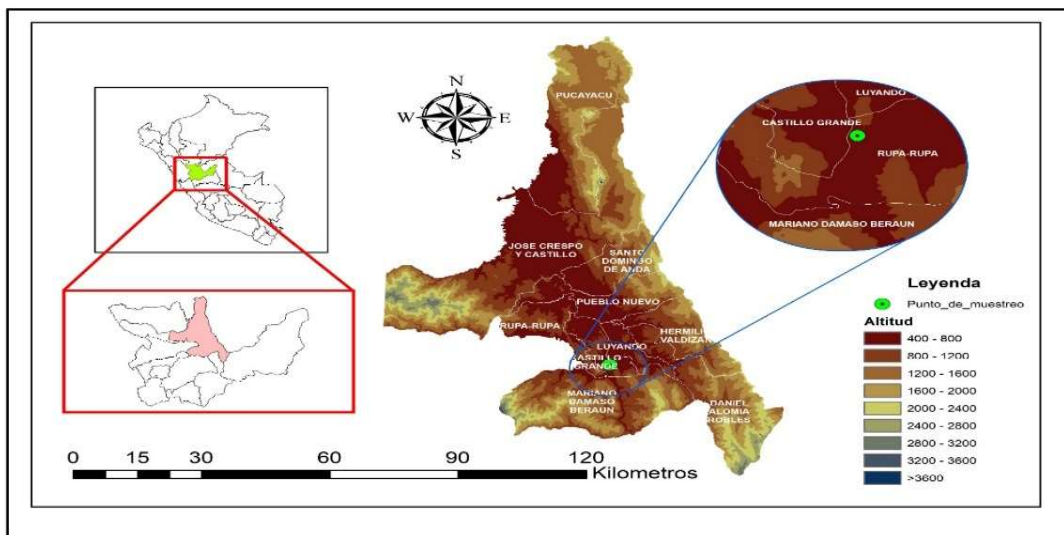 N
W
E
S
PUCAYACU
JOSE CRESPO
Y CASTILLO
SANTO
DOMINGO
DE ANDA
PUEBLO NUEVO
RUPA-RUPA
HERMILI
VALDIZAN
LUYANDO
CASTILLO
GRANDE
MARIANO
DAMASO
BERAUN
DANIEL
ALOMIA
ROBLES
LUYANDO
CASTILLO GRANDE
RUPA-RUPA
MARIANO DAMASO BERAUN
Leyenda
Punto_de_muestreo
Altitud
400 - 800
800 - 1200
1200 - 1600
1600 - 2000
2000 - 2400
2400 - 2800
2800 - 3200
3200 - 3600
>3600
0 15 30 60 90 120
Kilometros